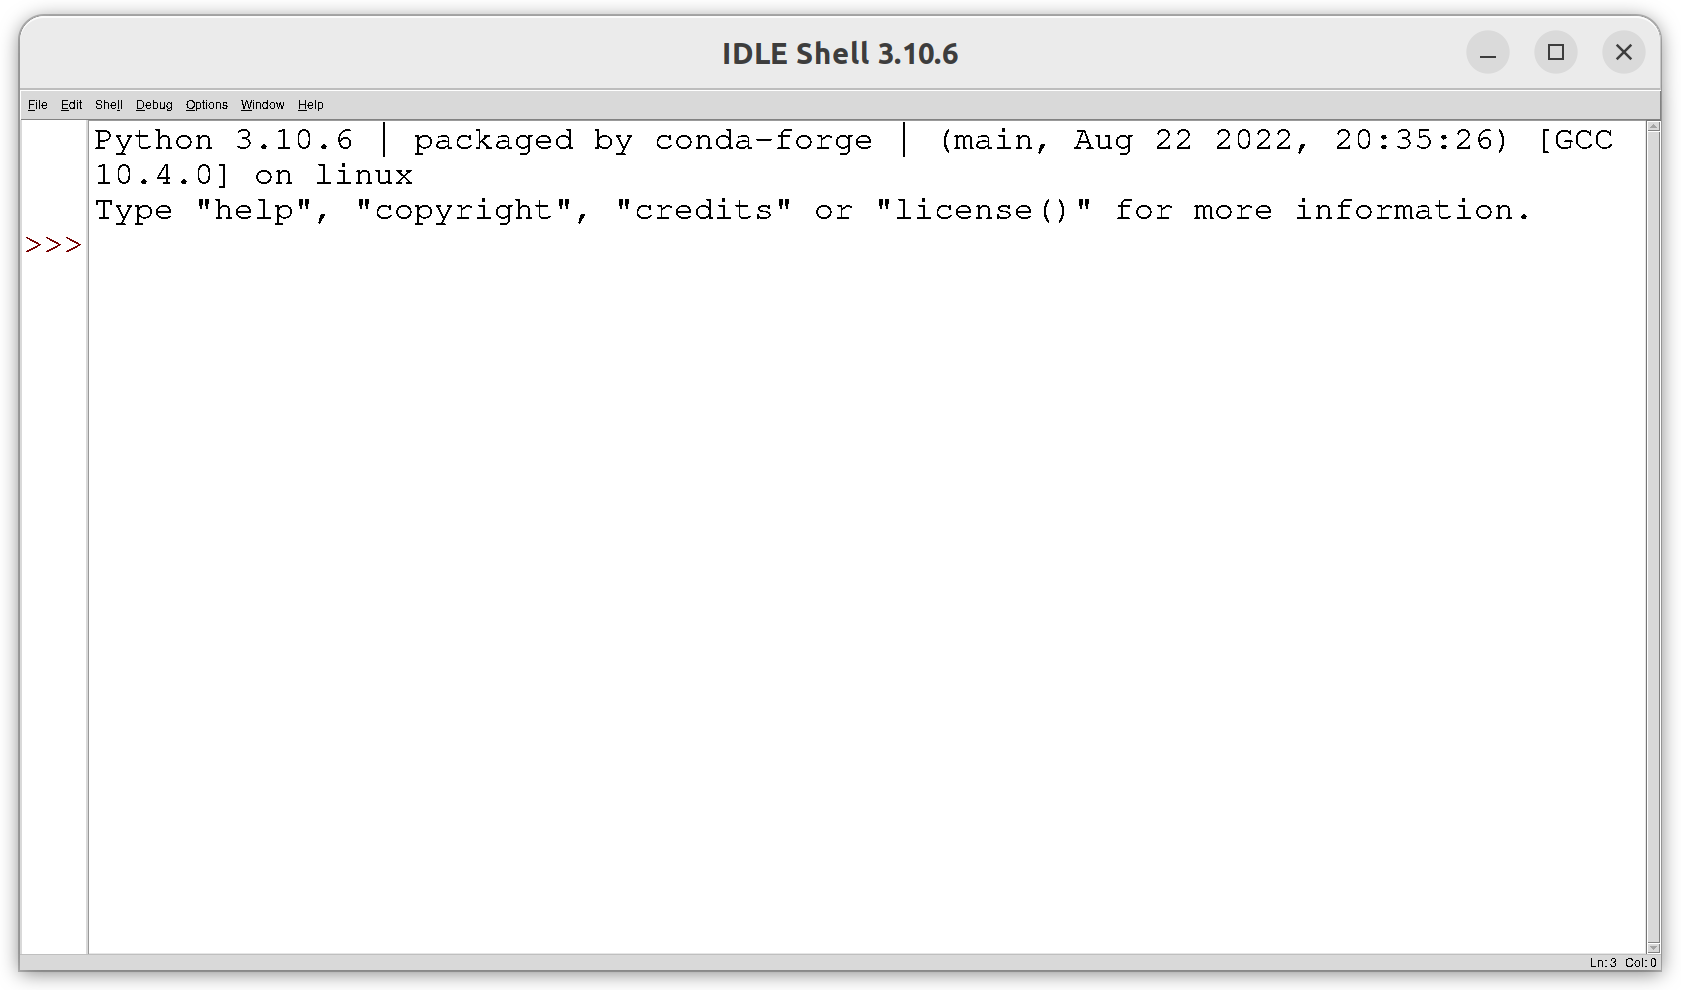 IDLE Shell 3.10.6
File Edit Shell Debug Options Window Help
Python 3.10.6 | packaged by conda-forge | (main, Aug 22 2022, 20:35:26) [GCC
10.4.0] on linux
Type "help", "copyright", "credits" or "license()" for more information.
>>>
Ln: 3 Col: 0